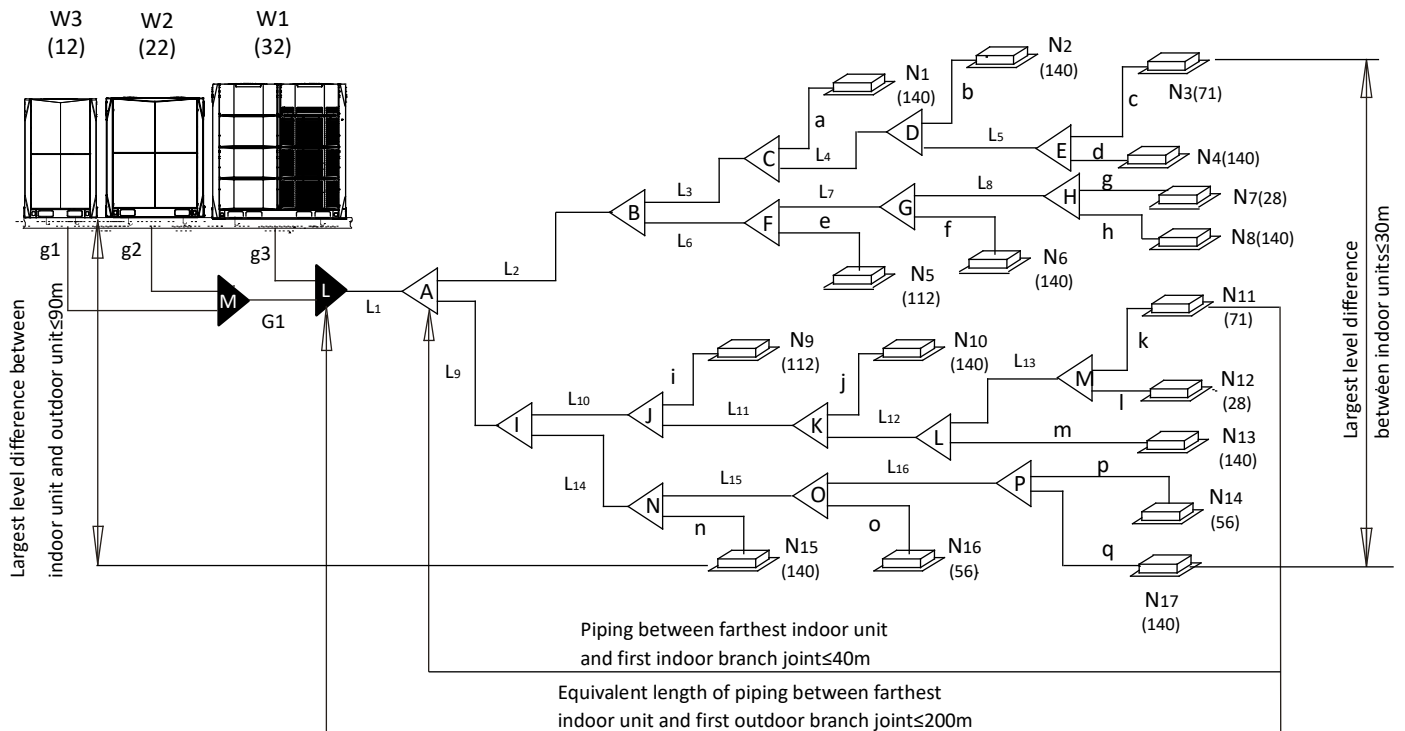 W3
(12)
W2
(22)
W1
(32)
g1
g2
g3
M
L
G1
L1
A
L2
L9
B
L3
L6
C
a
L4
D
b
L5
E
c
d
N1
(140)
N2
(140)
N3(71)
N4(140)
F
L7
e
G
L8
f
H
g
h
N5
(112)
N6
(140)
N7(28)
N8(140)
I
L10
L14
J
i
L11
K
j
L12
L
L13
m
M
k
l
N9
(112)
N10
(140)
N11
(71)
N12
(28)
N13
(140)
N
L15
n
O
L16
o
P
p
q
N14
(56)
N15
(140)
N16
(56}
N17
(140)
Largest level difference between
indoor unit and outdoor unit≤90m
Largest level difference
between indoor units≤30m
Piping between farthest indoor unit
and first indoor branch joint≤40m
Equivalent length of piping between farthest
indoor unit and first outdoor branch joint≤200m